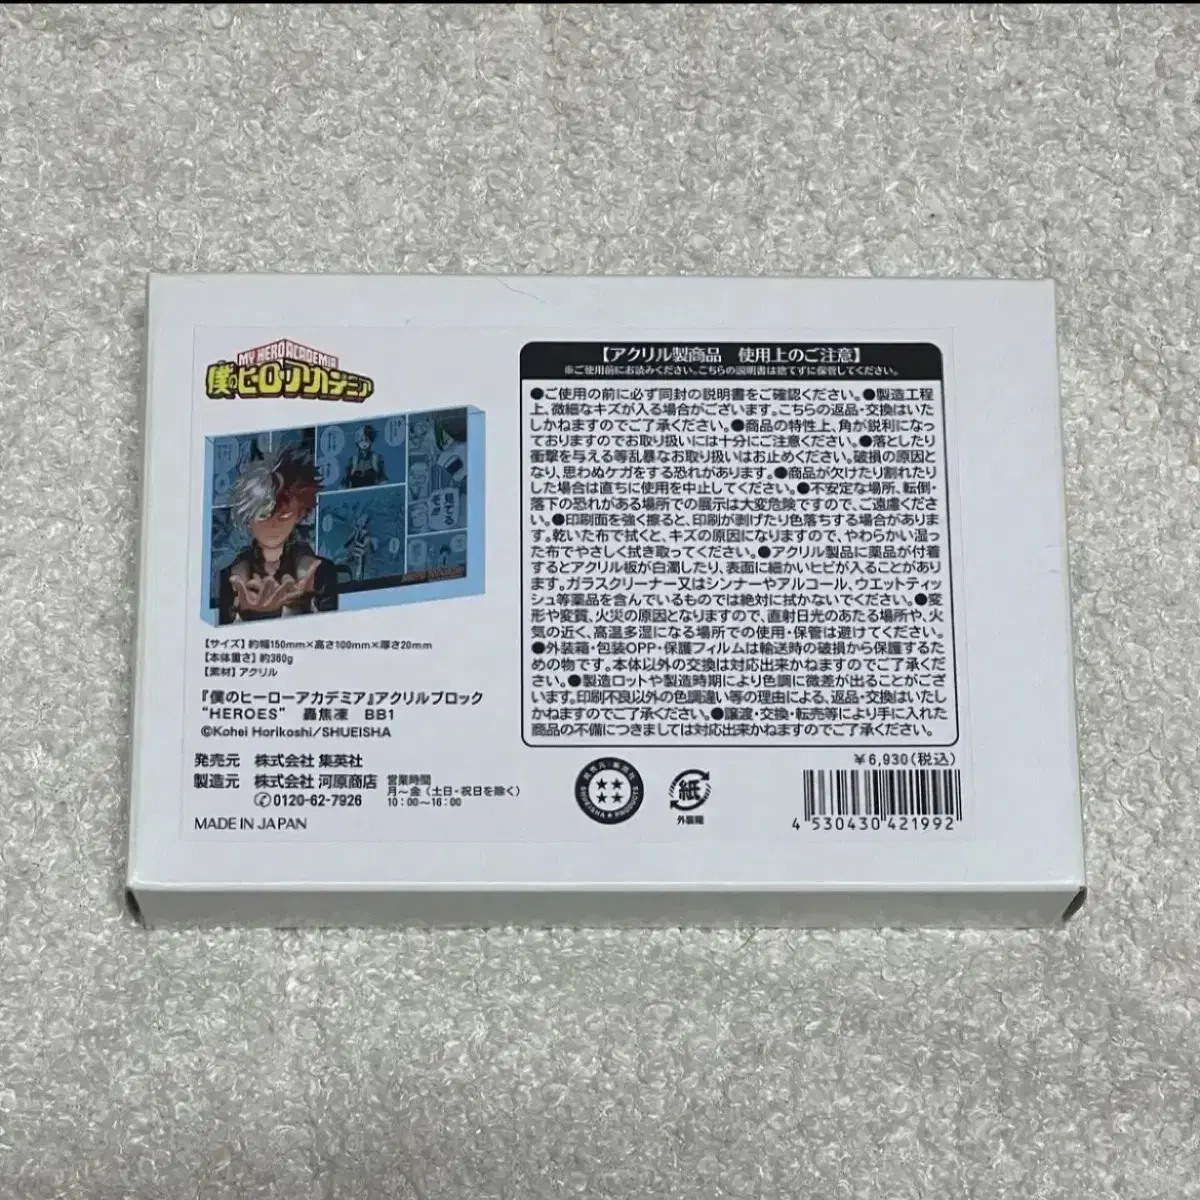 MY HERO ACADEMIA
僕のヒーローアカデミア
見てろ
【サイズ】約幅150mm×高さ100mm×厚さ20mm
【本体重さ】約360g
【素材】アクリル
『僕のヒーローアカデミア』アクリルブロック
“HEROES” 轟焦凍 BB1
©Kohei Horikoshi/SHUEISHA
発売元 株式会社 集英社
製造元 株式会社 河原商店
営業時間
月〜金（土日・祝日を除く）
10:00〜16:00
0120-62-7926
MADE IN JAPAN
【アクリル製商品 使用上のご注意】
※ご使用前にお読みください。こちらの説明書は捨てずに保管してください。
●ご使用の前に必ず同封の説明書をご確認ください。●製造工程
上、微細なキズが入る場合がございます。こちらの返品・交換はいた
しかねますのでご了承ください。●商品の特性上、角が鋭利になっ
ておりますのでお取り扱いには十分にご注意ください。●落としたり
衝撃を与える等乱暴なお取り扱いはお止めください。破損の原因と
なり、思わぬケガをする恐れがあります。●商品が欠けたり割れたり
した場合は直ちに使用を中止してください。●不安定な場所、転倒・
落下の恐れがある場所での展示は大変危険ですので、ご遠慮くださ
い。●印刷面を強く擦ると、印刷が剥げたり色落ちする場合がありま
す。乾いた布で拭くと、キズの原因になりますので、やわらかい湿っ
た布でやさしく拭き取ってください。●アクリル製品に薬品が付着
するとアクリル板が白濁したり、表面に細かいヒビが入ることがあり
ます。ガラスクリーナー又はシンナーやアルコール、ウエットティッ
シュ等薬品を含んでいるものでは絶対に拭かないでください。●変
形や変質、火災の原因となりますので、直射日光のあたる場所や、火
気の近く、高温多湿になる場所での使用・保管は避けてください。
●外装箱・包装OPP・保護フィルムは輸送時の破損から保護するた
めの物です。本体以外の交換は対応出来かねますのでご了承くださ
い。●製造ロットや製造時期により色調に微差が出ることがござい
ます。印刷不良以外の色調違い等の理由による、返品・交換はいたし
かねますのでご了承ください。●譲渡・交換・転売等により手に入れた
商品の不備につきましては対応出来かねますのでご了承ください。
¥6,930(税込)
SHUEISHA PRODUCTS
紙
外装箱
4 530430 421992